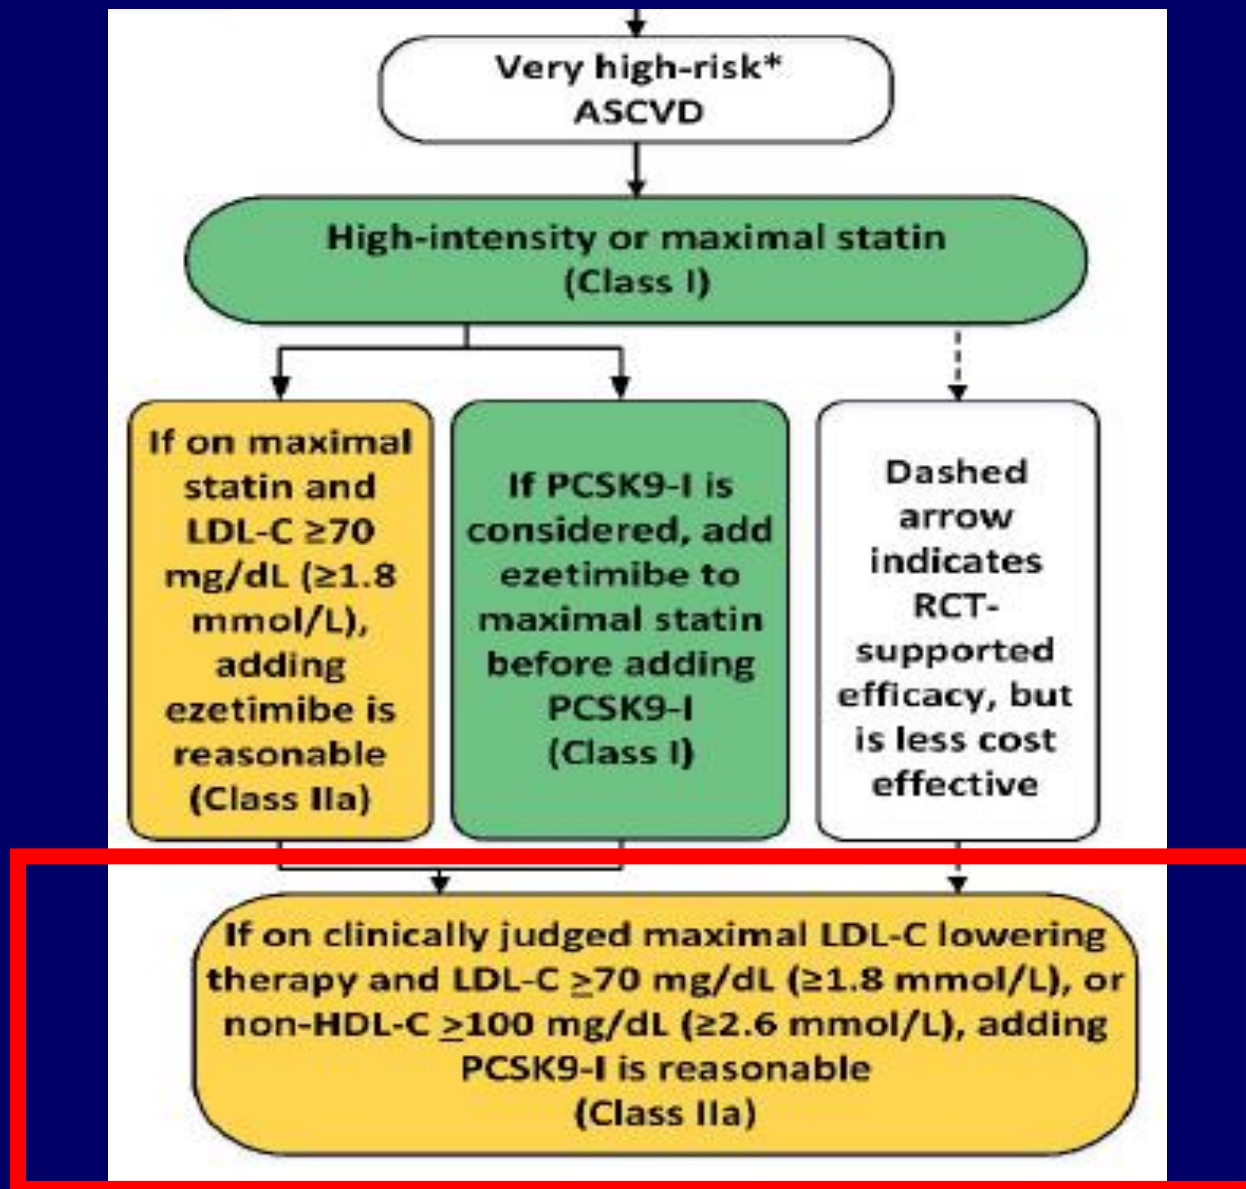 Very high-risk*
ASCVD
High-intensity or maximal statin
(Class I)
If on maximal
statin and
LDL-C ≥70
mg/dL (≥1.8
mmol/L),
adding
ezetimibe is
reasonable
(Class IIa)
If PCSK9-I is
considered, add
ezetimibe to
maximal statin
before adding
PCSK9-I
(Class I)
Dashed
arrow
indicates
RCT-
supported
efficacy, but
is less cost
effective
If on clinically judged maximal LDL-C lowering
therapy and LDL-C ≥70 mg/dL (≥1.8 mmol/L), or
non-HDL-C ≥100 mg/dL (≥2.6 mmol/L), adding
PCSK9-I is reasonable
(Class IIa)